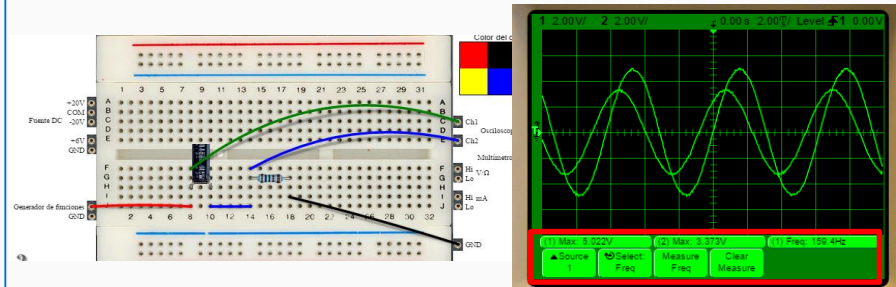 Color del c
1 3 5 7 9 11 13 15 17 19 21 23 25 27 29 31
A A
B B
C C
D D
E E
+20V
COM
Fuente DC -20V
+6V
GND
Ch1
Ch2
Oscilosco
Multímetro
F F
G G
H H
I I
J J
Hi V/Ω
Lo
Hi mA
Lo
Generador de funciones
GND
2 4 6 8 10 12 14 16 18 20 22 24 26 28 30 32
GND
1 2.00V/ 2 2.00V/ 0.00s 2.00 / Level 1 0.00V
(1) Max: 5.022V (2) Max: 3.373V (1) Freq: 159.4Hz
Source Select: Measure Clear
1 Freq Freq Measure